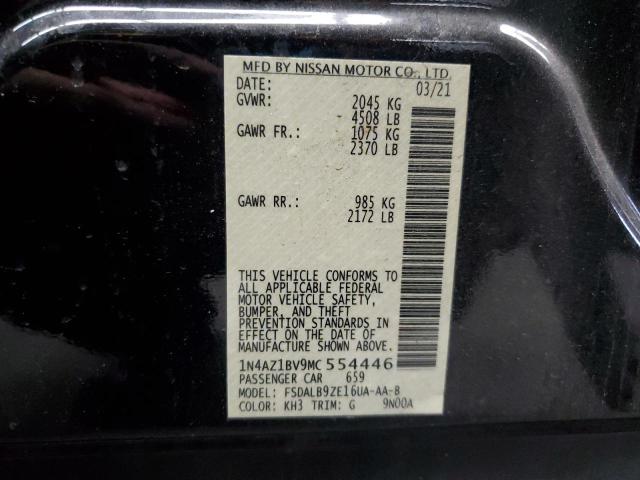 MFD BY NISSAN MOTOR CO., LTD.
DATE: 03/21
GVWR: 2045 KG
4508 LB
GAWR FR.: 1075 KG
2370 LB
GAWR RR.: 985 KG
2172 LB
THIS VEHICLE CONFORMS TO
ALL APPLICABLE FEDERAL
MOTOR VEHICLE SAFETY,
BUMPER, AND THEFT
PREVENTION STANDARDS IN
EFFECT ON THE DATE OF
MANUFACTURE SHOWN ABOVE.
1N4AZ1BV9MC 554446
PASSENGER CAR 659
MODEL: FSDALB9ZE16UA-AA-B
COLOR: KH3 TRIM: G 9N00A